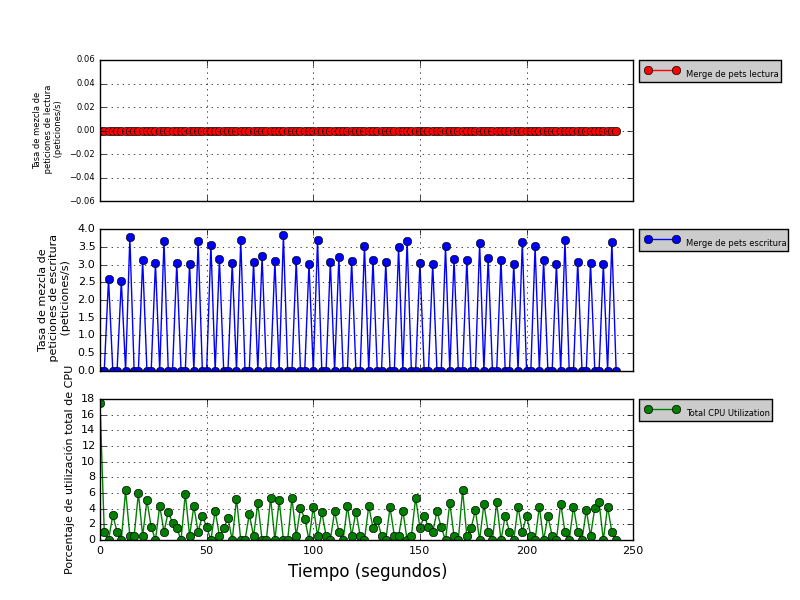 0.06
0.04
0.02
0.00
−0.02
−0.04
−0.06
Tasa de mezcla de
peticiones de lectura
(peticiones/s)
Merge de pets lectura
4.0
3.5
3.0
2.5
2.0
1.5
1.0
0.5
0.0
Tasa de mezcla de
peticiones de escritura
(peticiones/s)
Merge de pets escritura
18
16
14
12
10
8
6
4
2
0
Porcentaje de utilización total de CPU
Total CPU Utilization
0 50 100 150 200 250
Tiempo (segundos)